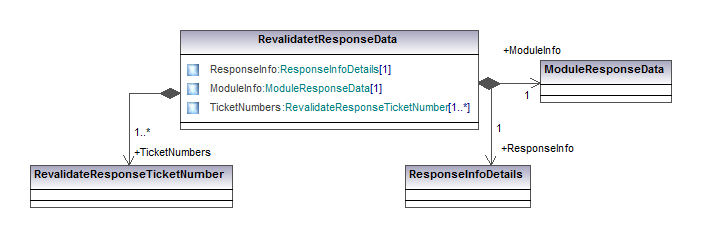 RevalidatetResponseData
ResponseInfo:ResponseInfoDetails[1]
ModuleInfo:ModuleResponseData[1]
TicketNumbers:RevalidateResponseTicketNumber[1..*]
+ModuleInfo
ModuleResponseData
1
1..*
+TicketNumbers
1
+ResponseInfo
RevalidateResponseTicketNumber
ResponseInfoDetails